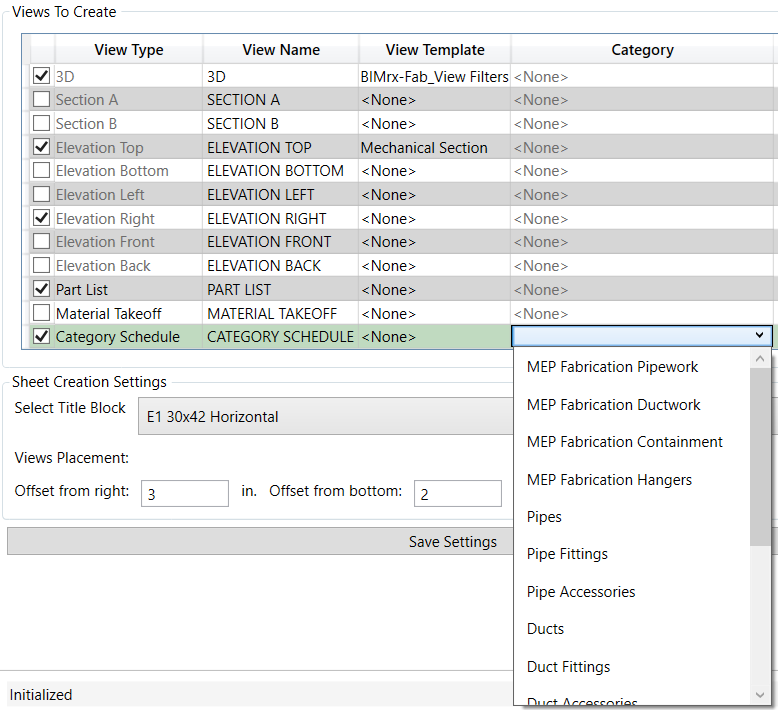 Views To Create
View Type View Name View Template Category
3D 3D BIMrx-Fab_View Filters <None>
Section A SECTION A <None> <None>
Section B SECTION B <None> <None>
Elevation Top ELEVATION TOP Mechanical Section <None>
Elevation Bottom ELEVATION BOTTOM <None> <None>
Elevation Left ELEVATION LEFT <None> <None>
Elevation Right ELEVATION RIGHT <None> <None>
Elevation Front ELEVATION FRONT <None> <None>
Elevation Back ELEVATION BACK <None> <None>
Part List PART LIST <None> <None>
Material Takeoff MATERIAL TAKEOFF <None> <None>
Category Schedule CATEGORY SCHEDULE <None>
MEP Fabrication Pipework
MEP Fabrication Ductwork
MEP Fabrication Containment
MEP Fabrication Hangers
Pipes
Pipe Fittings
Pipe Accessories
Ducts
Duct Fittings
Duct Accessories
Sheet Creation Settings
Select Title Block E1 30x42 Horizontal
Views Placement:
Offset from right: 3 in. Offset from bottom: 2
Save Settings
Initialized